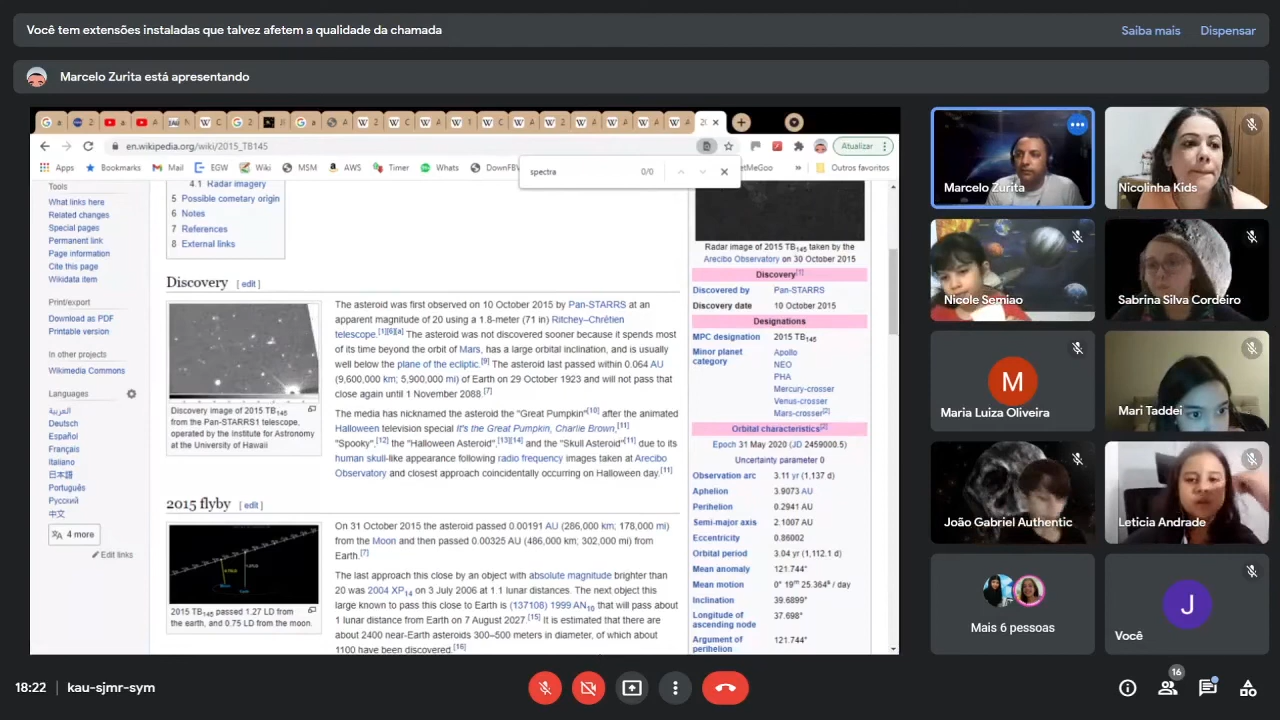 Você tem extensões instaladas que talvez afetem a qualidade da chamada
Saiba mais
Dispensar
Marcelo Zurita está apresentando
en.wikipedia.org/wiki/2015_TB145
Atualizar
Apps
Bookmarks
Mail
EGW
Wiki
MSM
AWS
Timer
Whats
DownFB
etMeGoo
Outros favoritos
spectra
0/0
Tools
What links here
Related changes
Special pages
Permanent link
Page information
Cite this page
Wikidata item
Print/export
Download as PDF
Printable version
In other projects
Wikimedia Commons
Languages
العربية
Deutsch
Español
Français
Italiano
日本語
Português
Русский
中文
4 more
Edit links
4.1 Radar imagery
5 Possible cometary origin
6 Notes
7 References
8 External links
Discovery [ edit ]
Discovery image of 2015 TB145
from the Pan-STARRS1 telescope,
operated by the Institute for Astronomy
at the University of Hawaii
The asteroid was first observed on 10 October 2015 by Pan-STARRS at an
apparent magnitude of 20 using a 1.8-meter (71 in) Ritchey–Chrétien
telescope.[1][6][a] The asteroid was not discovered sooner because it spends most
of its time beyond the orbit of Mars, has a large orbital inclination, and is usually
well below the plane of the ecliptic.[9] The asteroid last passed within 0.064 AU
(9,600,000 km; 5,900,000 mi) of Earth on 29 October 1923 and will not pass that
close again until 1 November 2088.[7]
The media has nicknamed the asteroid the "Great Pumpkin"[10] after the animated
Halloween television special It's the Great Pumpkin, Charlie Brown,[11]
"Spooky",[12] the "Halloween Asteroid",[13][14] and the "Skull Asteroid"[11] due to its
human skull-like appearance following radio frequency images taken at Arecibo
Observatory and closest approach coincidentally occurring on Halloween day.[11]
2015 flyby [ edit ]
2015 TB145 passed 1.27 LD from
the earth, and 0.75 LD from the moon.
On 31 October 2015 the asteroid passed 0.00191 AU (286,000 km; 178,000 mi)
from the Moon and then passed 0.00325 AU (486,000 km; 302,000 mi) from
Earth.[7]
The last approach this close by an object with absolute magnitude brighter than
20 was 2004 XP14 on 3 July 2006 at 1.1 lunar distances. The next object this
large known to pass this close to Earth is (137108) 1999 AN10 that will pass about
1 lunar distance from Earth on 7 August 2027.[15] It is estimated that there are
about 2400 near-Earth asteroids 300–500 meters in diameter, of which about
1100 have been discovered.[16]
Radar image of 2015 TB145 taken by the
Arecibo Observatory on 30 October 2015
Discovery[1]
Discovered by Pan-STARRS
Discovery date 10 October 2015
Designations
MPC designation 2015 TB145
Minor planet category
Apollo
NEO
PHA
Mercury-crosser
Venus-crosser
Mars-crosser[2]
Orbital characteristics[2]
Epoch 31 May 2020 (JD 2459000.5)
Uncertainty parameter 0
Observation arc 3.11 yr (1,137 d)
Aphelion 3.9073 AU
Perihelion 0.2941 AU
Semi-major axis 2.1007 AU
Eccentricity 0.86002
Orbital period 3.04 yr (1,112.1 d)
Mean anomaly 121.744°
Mean motion 0° 19m 25.364s / day
Inclination 39.6899°
Longitude of ascending node 37.698°
Argument of perihelion 121.744°
Marcelo Zurita
Nicolinha Kids
Nicole Semiao
Sabrina Silva Cordeiro
M
Maria Luiza Oliveira
Mari Taddei
João Gabriel Authentic
Leticia Andrade
Mais 6 pessoas
J
Você
18:22 | kau-sjmr-sym
16